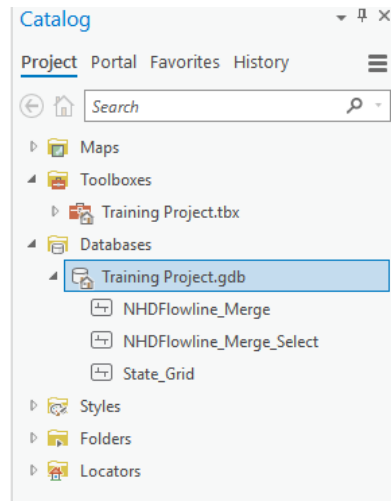 Catalog
Project Portal Favorites History
Search
Maps
Toolboxes
Training Project.tbx
Databases
Training Project.gdb
NHDFlowline_Merge
NHDFlowline_Merge_Select
State_Grid
Styles
Folders
Locators